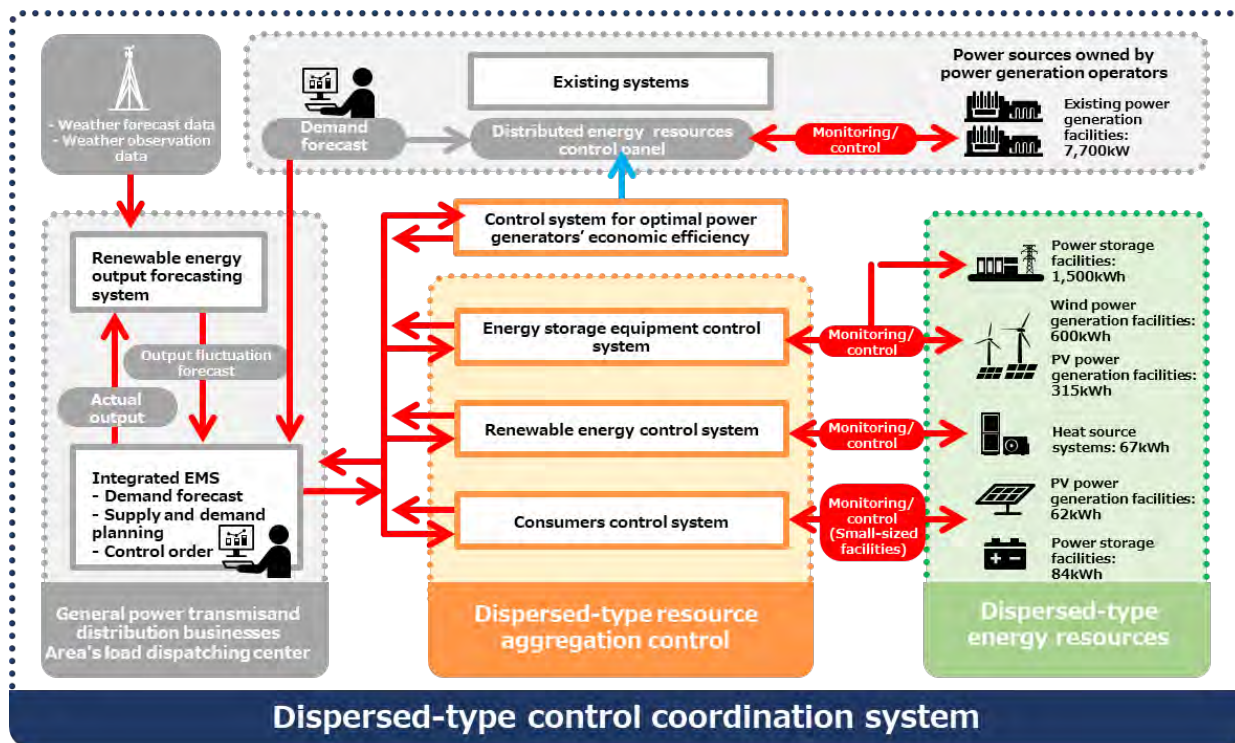 - Weather forecast data
- Weather observation
data
Demand
forecast
Existing systems
Distributed energy resources
control panel
Monitoring/
control
Power sources owned by
power generation operators
Existing power
generation
facilities:
7,700kW
Renewable energy
output forecasting
system
Output fluctuation
forecast
Actual
output
Integrated EMS
- Demand forecast
- Supply and demand
planning
- Control order
General power transmisand
distribution businesses
Area's load dispatching center
Control system for optimal power
generators' economic efficiency
Energy storage equipment control
system
Renewable energy control system
Consumers control system
Dispersed-type resource
aggregation control
Monitoring/
control
Monitoring/
control
Monitoring/
control
(Small-sized
facilities)
Power storage
facilities:
1,500kWh
Wind power
generation facilities:
600kWh
PV power
generation facilities:
315kWh
Heat source
systems: 67kWh
PV power
generation facilities:
62kWh
Power storage
facilities:
84kWh
Dispersed-type
energy resources
Dispersed-type control coordination system